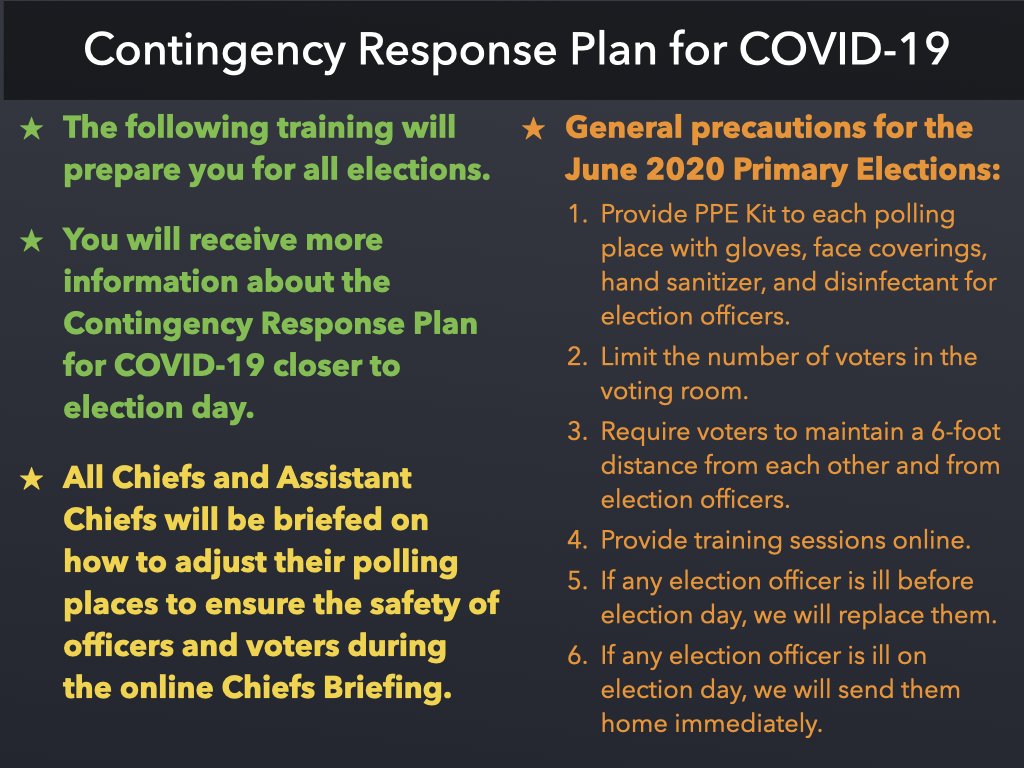 Contingency Response Plan for COVID-19
★ The following training will
prepare you for all elections.
★ You will receive more
information about the
Contingency Response Plan
for COVID-19 closer to
election day.
★ All Chiefs and Assistant
Chiefs will be briefed on
how to adjust their polling
places to ensure the safety of
officers and voters during
the online Chiefs Briefing.
★ General precautions for the
June 2020 Primary Elections:
1. Provide PPE Kit to each polling
place with gloves, face coverings,
hand sanitizer, and disinfectant for
election officers.
2. Limit the number of voters in the
voting room.
3. Require voters to maintain a 6-foot
distance from each other and from
election officers.
4. Provide training sessions online.
5. If any election officer is ill before
election day, we will replace them.
6. If any election officer is ill on
election day, we will send them
home immediately.